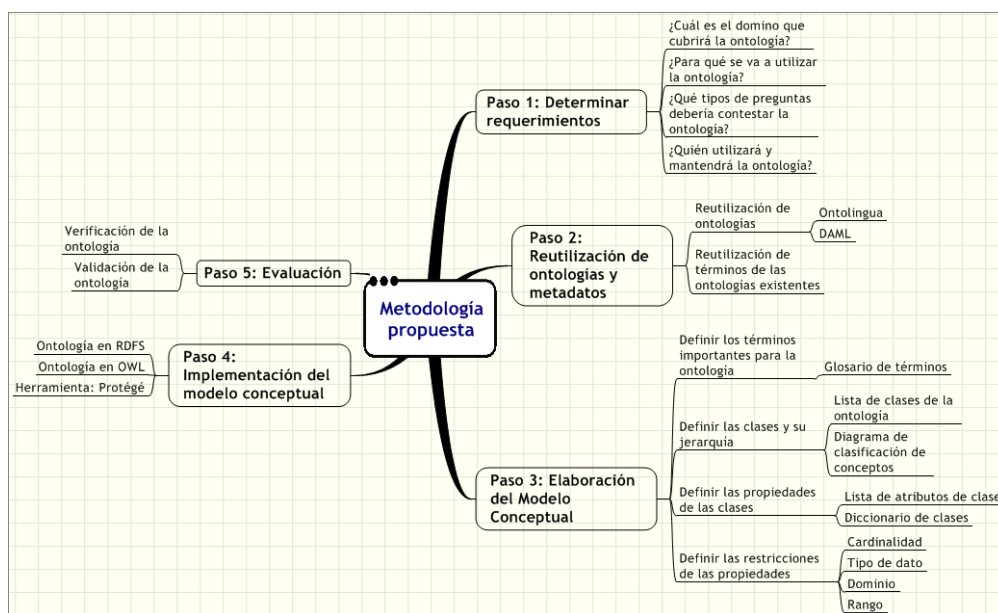 Metodología
propuesta
Paso 1: Determinar
requerimientos
¿Cuál es el domino que
cubrirá la ontología?
¿Para qué se va a utilizar
la ontología?
¿Qué tipos de preguntas
debería contestar la
ontología?
¿Quién utilizará y
mantendrá la ontología?
Paso 2:
Reutilización de
ontologías y
metadatos
Reutilización de
ontologías
Ontolingua
DAML
Reutilización de
términos de las
ontologías existentes
Paso 3: Elaboración
del Modelo
Conceptual
Definir los términos
importantes para la
ontología
Glosario de términos
Definir las clases y su
jerarquía
Lista de clases de la
ontología
Diagrama de
clasificación de
conceptos
Definir las propiedades
de las clases
Lista de atributos de clase
Diccionario de clases
Definir las restricciones
de las propiedades
Cardinalidad
Tipo de dato
Dominio
Rango
Paso 4:
Implementación del
modelo conceptual
Ontología en RDFS
Ontología en OWL
Herramienta: Protégé
Paso 5: Evaluación
Verificación de la
ontología
Validación de la
ontología